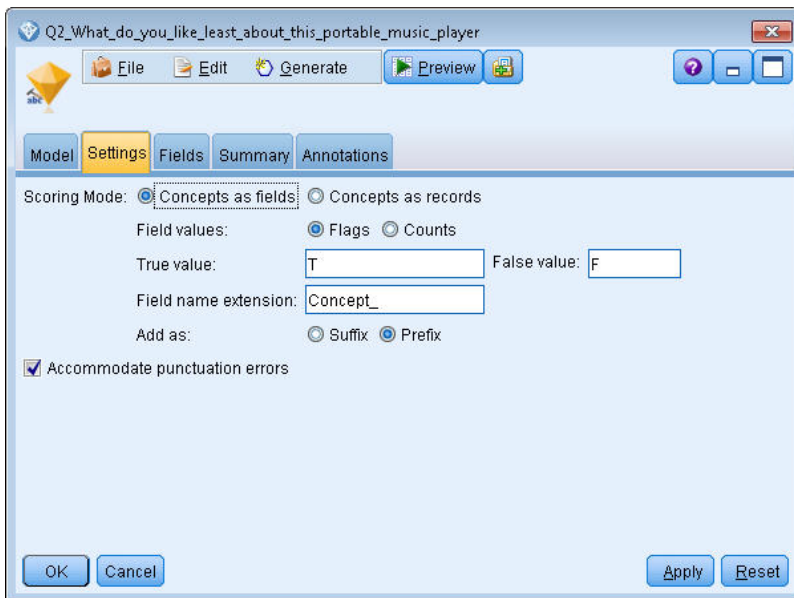 Q2_What_do_you_like_least_about_this_portable_music_player
File Edit Generate Preview ?
abc
Model Settings Fields Summary Annotations
Scoring Mode: Concepts as fields Concepts as records
Field values: Flags Counts
True value: T False value: F
Field name extension: Concept_
Add as: Suffix Prefix
Accommodate punctuation errors
OK Cancel Apply Reset